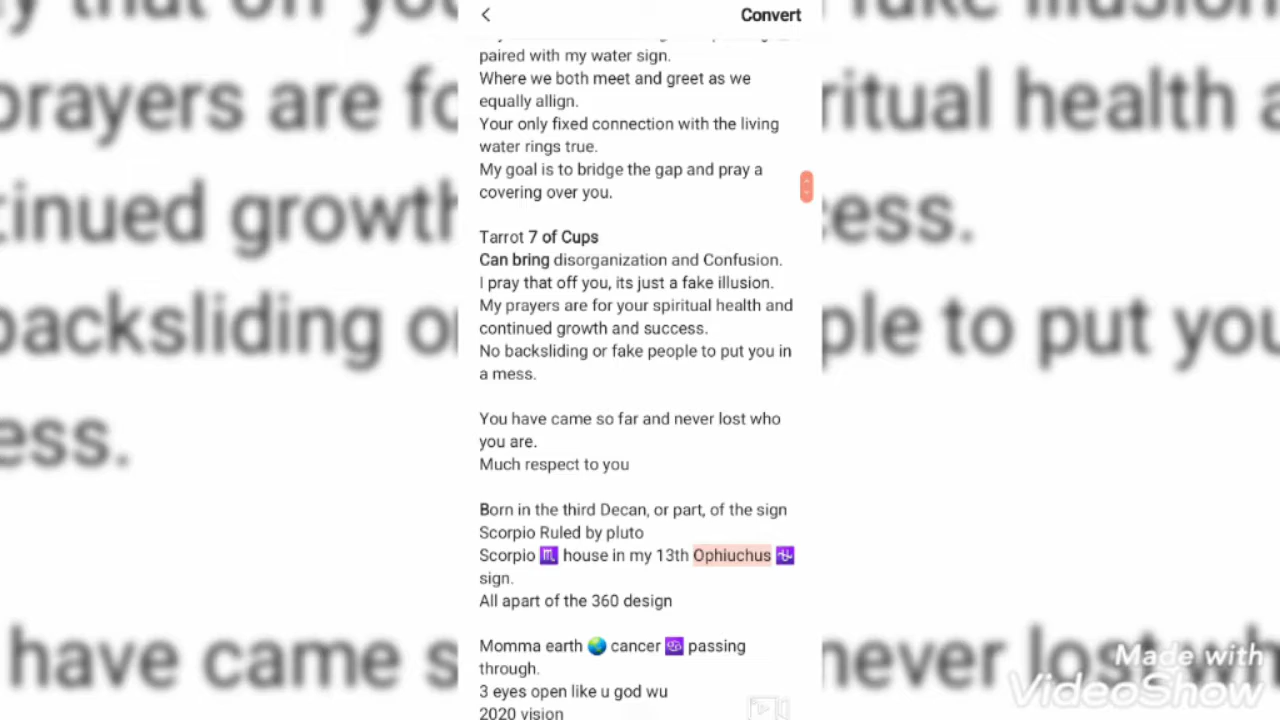 Convert
paired with my water sign.
Where we both meet and greet as we
equally allign.
Your only fixed connection with the living
water rings true.
My goal is to bridge the gap and pray a
covering over you.
Tarrot 7 of Cups
Can bring disorganization and Confusion.
I pray that off you, its just a fake illusion.
My prayers are for your spiritual health and
continued growth and success.
No backsliding or fake people to put you in
a mess.
You have came so far and never lost who
you are.
Much respect to you
Born in the third Decan, or part, of the sign
Scorpio Ruled by pluto
Scorpio ♏ house in my 13th Ophiuchus ⛎
sign.
All apart of the 360 design
Momma earth 🌏 cancer ♋ passing
through.
3 eyes open like u god wu
2020 vision
Made with
VideoShow